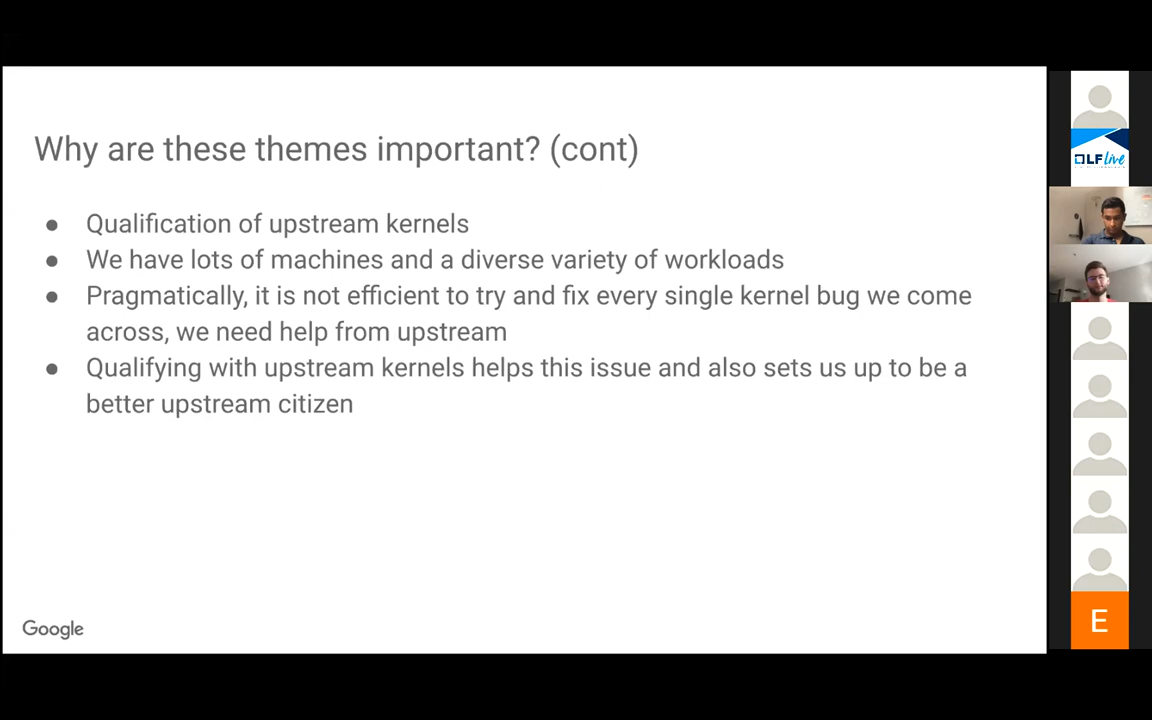 Why are these themes important? (cont)
● Qualification of upstream kernels
● We have lots of machines and a diverse variety of workloads
● Pragmatically, it is not efficient to try and fix every single kernel bug we come
across, we need help from upstream
● Qualifying with upstream kernels helps this issue and also sets us up to be a
better upstream citizen
Google
LF Live
E